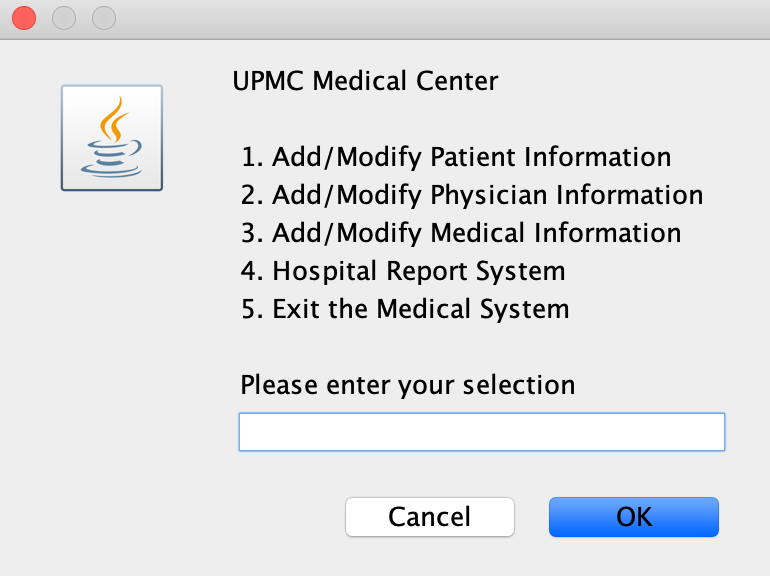 UPMC Medical Center
1. Add/Modify Patient Information
2. Add/Modify Physician Information
3. Add/Modify Medical Information
4. Hospital Report System
5. Exit the Medical System
Please enter your selection
Cancel
OK